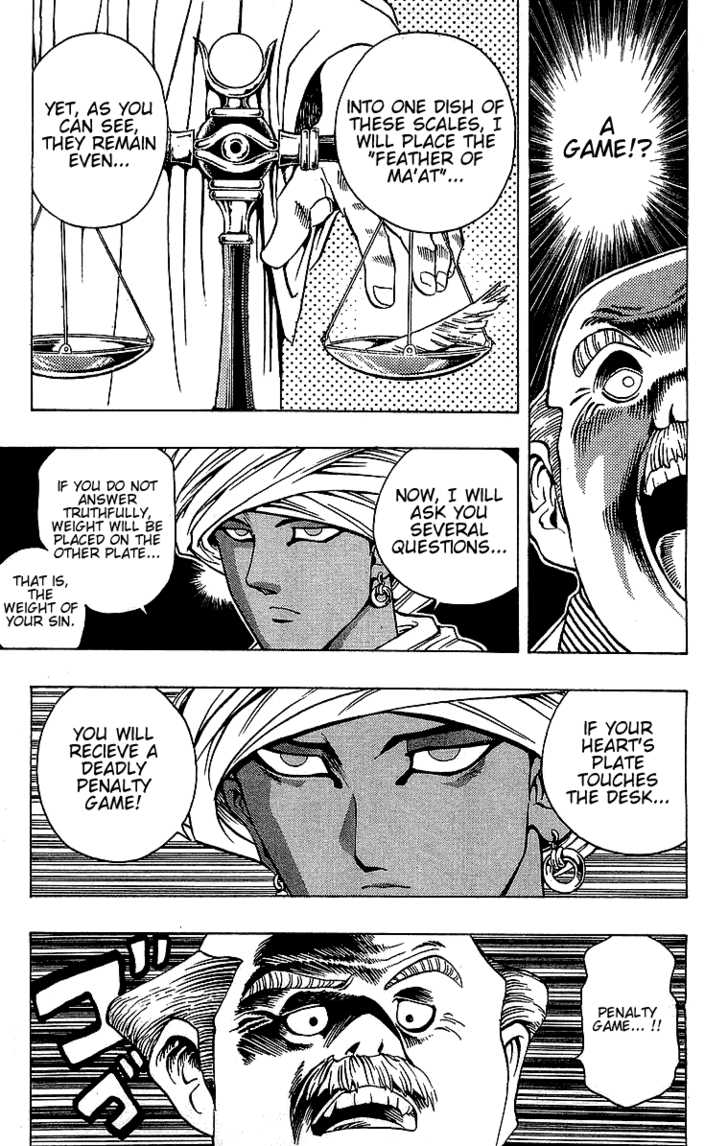 A
GAME!?
INTO ONE DISH OF
THESE SCALES, I
WILL PLACE THE
"FEATHER OF
MA'AT"...
YET, AS YOU
CAN SEE,
THEY REMAIN
EVEN...
NOW, I WILL
ASK YOU
SEVERAL
QUESTIONS...
IF YOU DO NOT
ANSWER
TRUTHFULLY,
WEIGHT WILL BE
PLACED ON THE
OTHER PLATE...
THAT IS,
THE
WEIGHT OF
YOUR SIN.
IF YOUR
HEART'S
PLATE
TOUCHES
THE DESK...
YOU WILL
RECIEVE A
DEADLY
PENALTY
GAME!
PENALTY
GAME... !!
ゴゴゴ